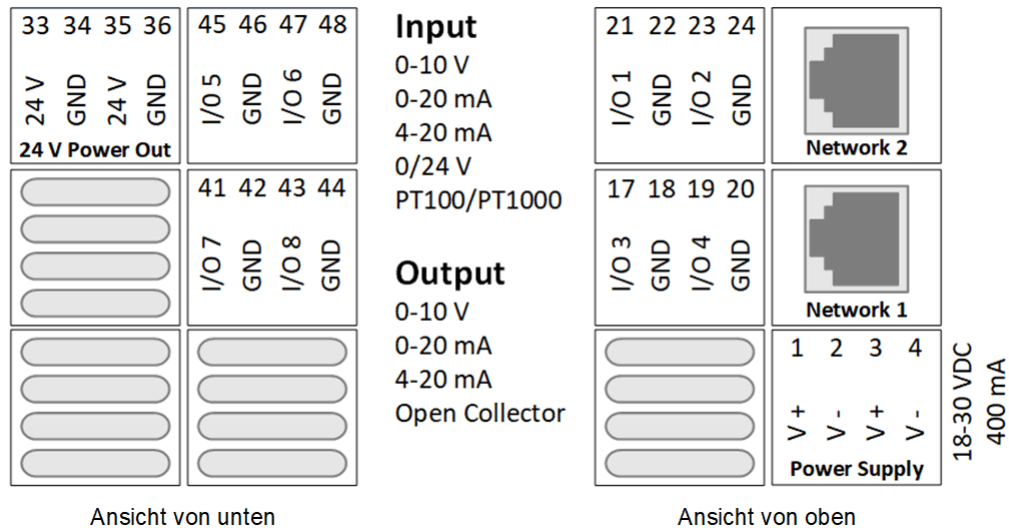 33 34 35 36
24 V GND 24 V GND
24 V Power Out
45 46 47 48
I/O 5 GND I/O 6 GND
41 42 43 44
I/O 7 GND I/O 8 GND
Ansicht von unten
Input
0-10 V
0-20 mA
4-20 mA
0/24 V
PT100/PT1000
Output
0-10 V
0-20 mA
4-20 mA
Open Collector
21 22 23 24
I/O 1 GND I/O 2 GND
Network 2
17 18 19 20
I/O 3 GND I/O 4 GND
Network 1
1 2 3 4
V + V - V + V -
Power Supply
18-30 VDC
400 mA
Ansicht von oben